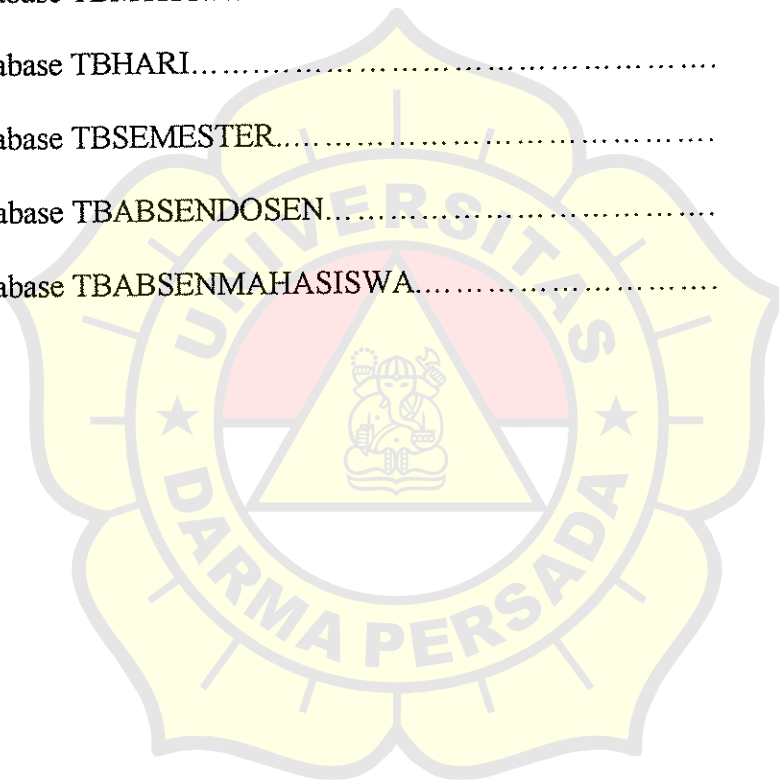 abase TBHARI……………………………………………….
abase TBSEMESTER……………………………………….
abase TBABSENDOSEN………………………………….
abase TBABSENMAHASISWA……………………….
UNIVERSITAS
DARMA PERSADA